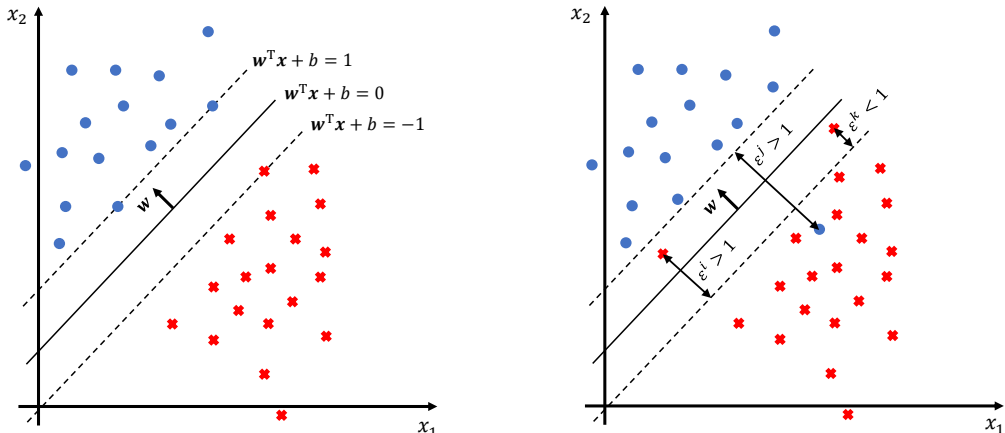 x₂
𝒘ᵀ𝒙 + b = 1
𝒘ᵀ𝒙 + b = 0
𝒘ᵀ𝒙 + b = −1
𝒘
x₁
x₂
εᵏ < 1
εʲ > 1
𝒘
εⁱ > 1
x₁